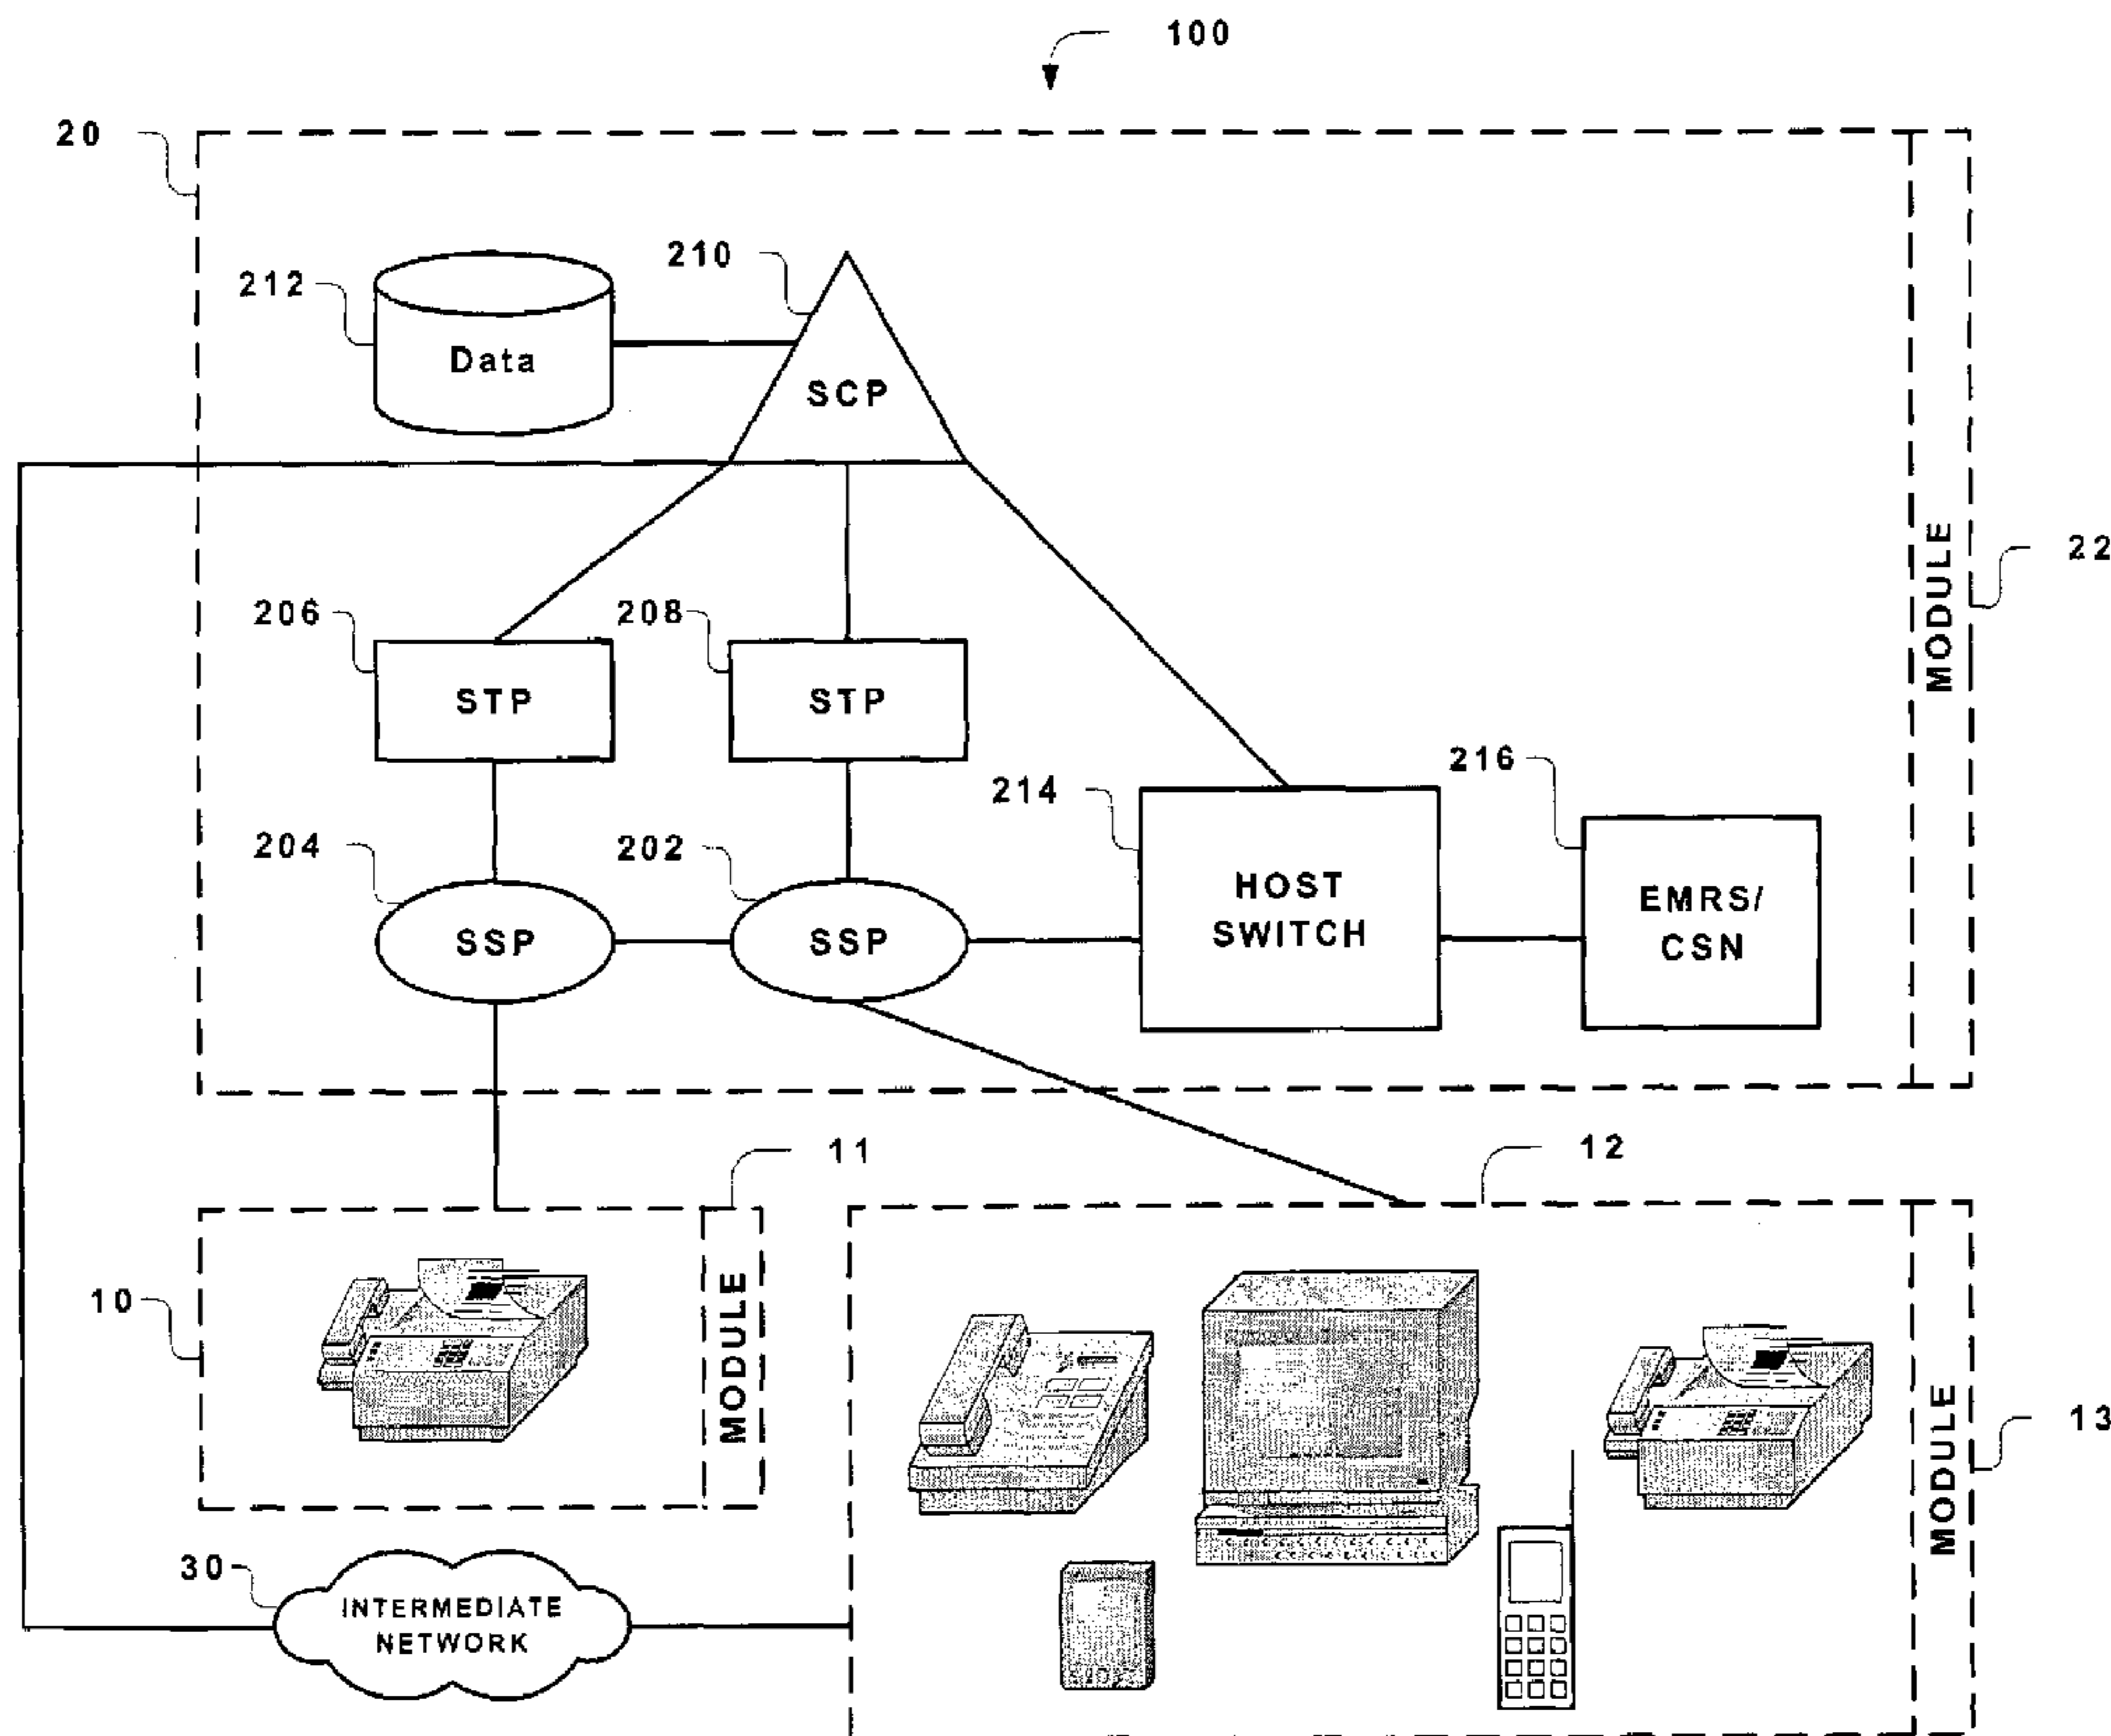 100
20
210
212
Data
SCP
22
MODULE
206
208
STP
STP
216
214
204
202
HOST
SWITCH
EMRS/
CSN
SSP
SSP
11
12
10
MODULE
13
MODULE
30
INTERMEDIATE
NETWORK